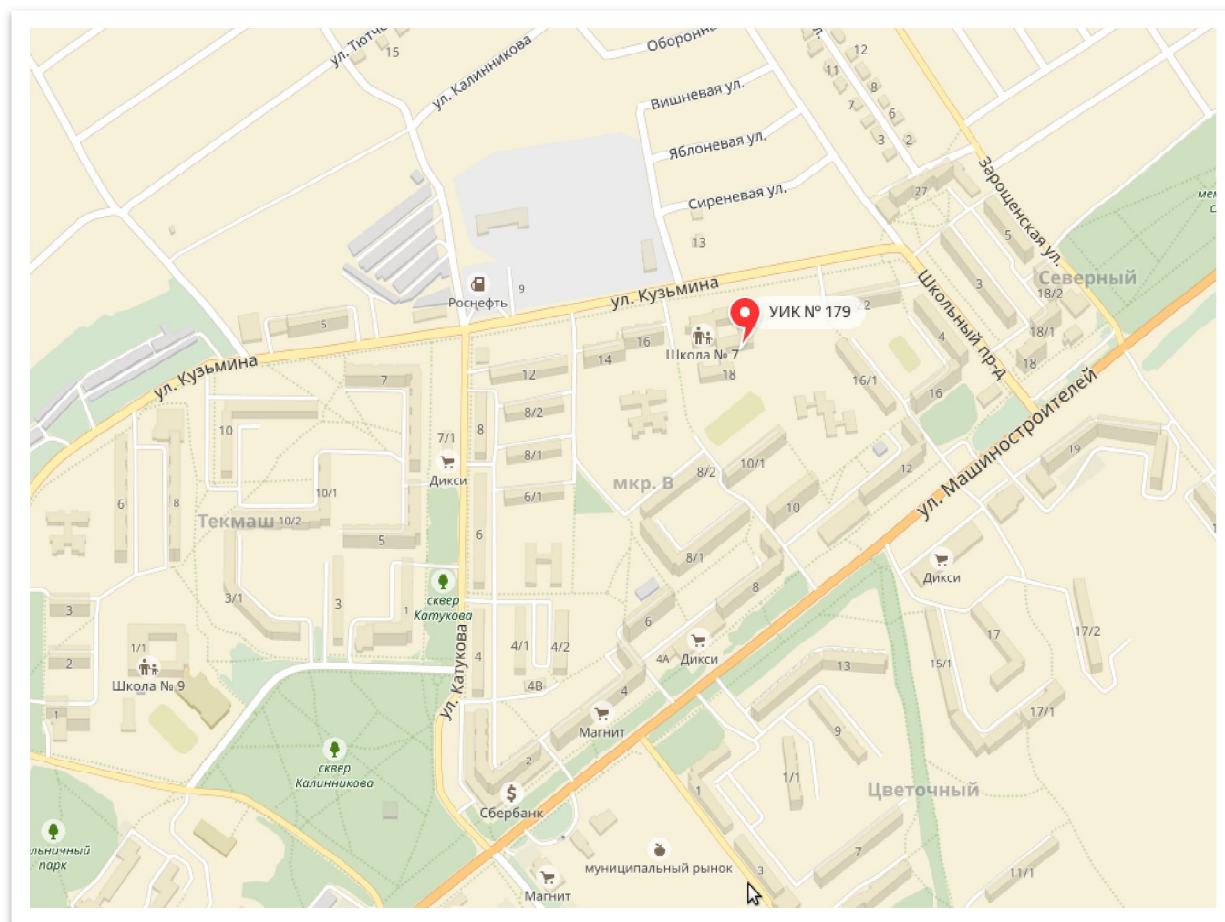 ул. Тютч
15
ул. Калинникова
Оборонна
Вишневая ул.
Яблоневая ул.
Сиреневая ул.
12
11
8
7
6
3
2
27
Зарощенская ул.
5
Северный
18/2
18/1
18
3
13
9
Роснефть
ул. Кузьмина
Школьный пр-д
УИК № 179
Школа № 7
2
4
16
14
16
18
16/1
5
ул. Кузьмина
7
12
8/2
8
8/1
6/1
7/1
Дикси
10
10/1
10/2
Текмаш
6
8
5
6
мкр. В
8/2
10/1
10
12
8/1
8
6
ул. Машиностроителей
19
Дикси
17
17/2
15/1
17/1
3/1
3
1
сквер
Катукова
4/1
4/2
4
4В
4А
Дикси
4
Магнит
2
Сбербанк
ул. Катукова
3
2
1
1/1
Школа № 9
сквер
Калинникова
льничный
парк
13
9
1/1
1
7
3
11/1
Цветочный
муниципальный рынок
Магнит